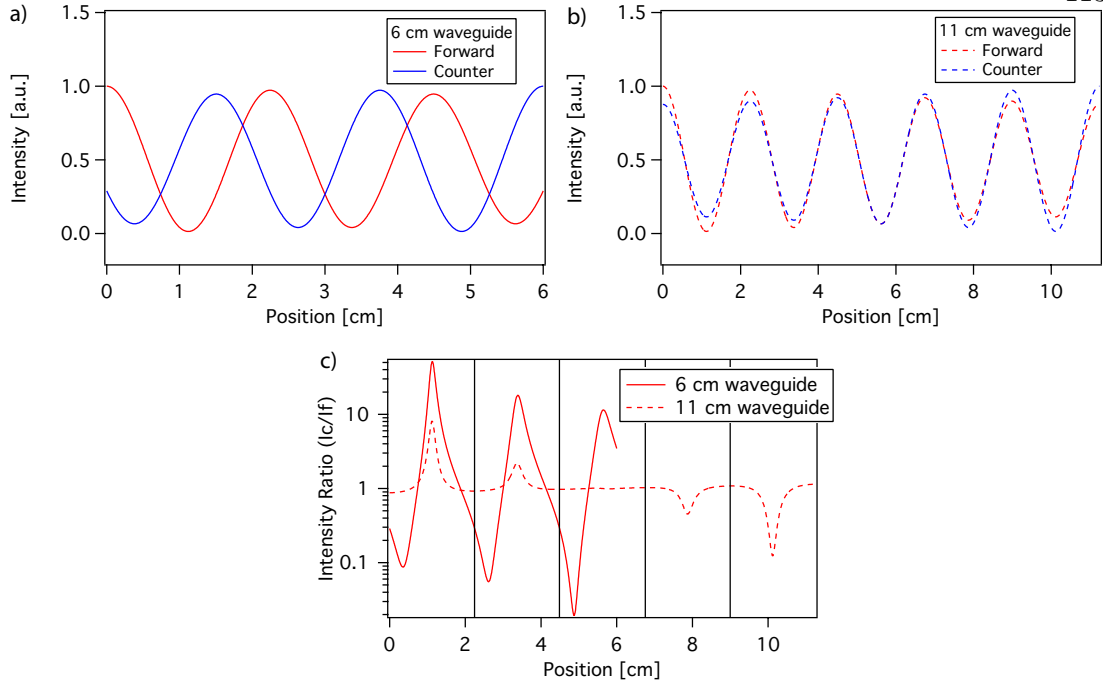 a)
1.5
1.0
0.5
0.0
Intensity [a.u.]
6 cm waveguide
Forward
Counter
0 1 2 3 4 5 6
Position [cm]
b)
1.5
1.0
0.5
0.0
Intensity [a.u.]
11 cm waveguide
Forward
Counter
0 2 4 6 8 10
Position [cm]
c)
10
1
0.1
Intensity Ratio (Ic/If)
6 cm waveguide
11 cm waveguide
0 2 4 6 8 10
Position [cm]